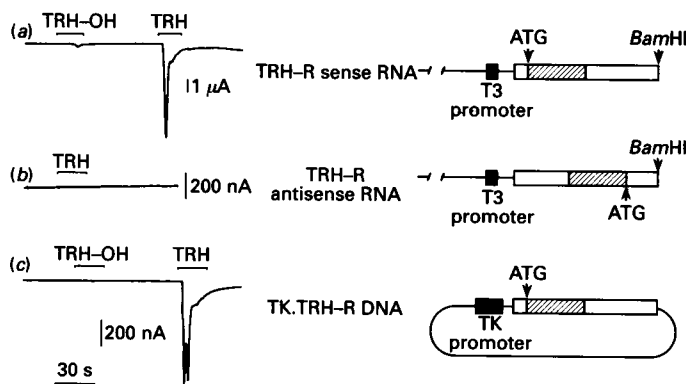 (a) TRH–OH TRH
1 μA
TRH–R sense RNA
ATG
BamHI
T3
promoter
(b) TRH
200 nA
TRH–R
antisense RNA
BamHI
T3
promoter
ATG
(c) TRH–OH TRH
200 nA
30 s
TK.TRH–R DNA
ATG
TK
promoter